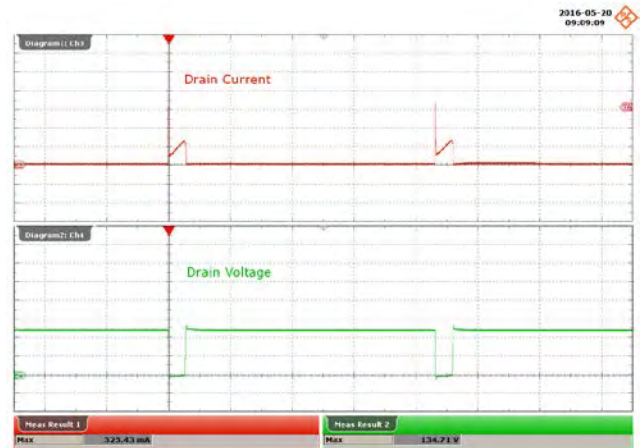 2016-05-20
09:09:09
Diagram1: Ch3
Drain Current
Diagram2: Ch4
Drain Voltage
Meas Result 1
Meas Result 2
Max 323.43 mA
Max 134.71 V